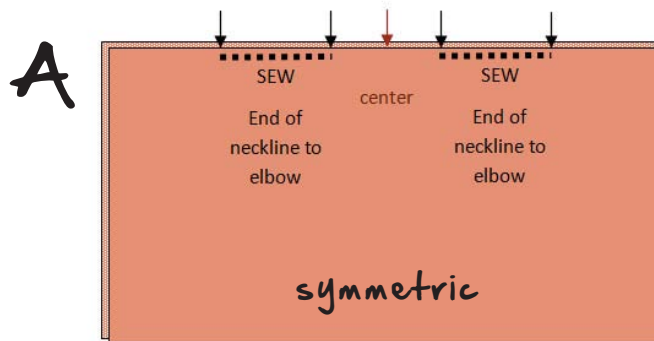 A
SEW
SEW
center
End of
neckline to
elbow
End of
neckline to
elbow
symmetric